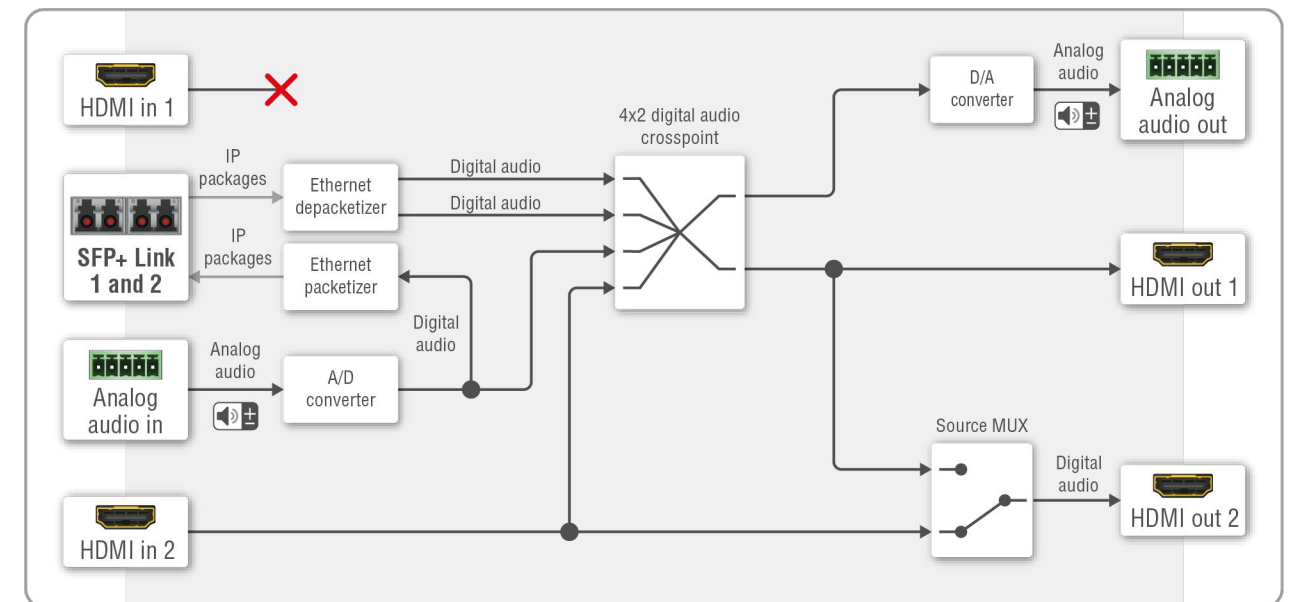 HDMI in 1
IP
packages
SFP+ Link
1 and 2
IP
packages
Ethernet
depacketizer
Ethernet
packetizer
Digital audio
Digital audio
4x2 digital audio
crosspoint
D/A
converter
Analog
audio
Analog
audio out
HDMI out 1
Digital
audio
Analog
audio in
Analog
audio
A/D
converter
Source MUX
Digital
audio
HDMI out 2
HDMI in 2